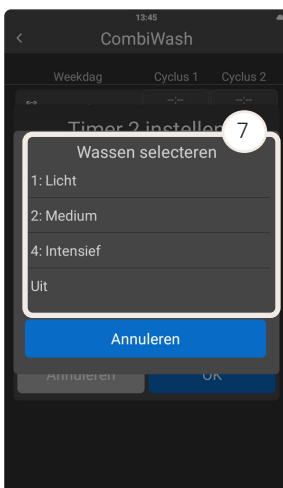 13:45
CombiWash
Weekdag Cyclus 1 Cyclus 2
--:-- --:--
Timer 2 instellen
7
Wassen selecteren
1: Licht
2: Medium
4: Intensief
Uit
Annuleren
Annuleren OK